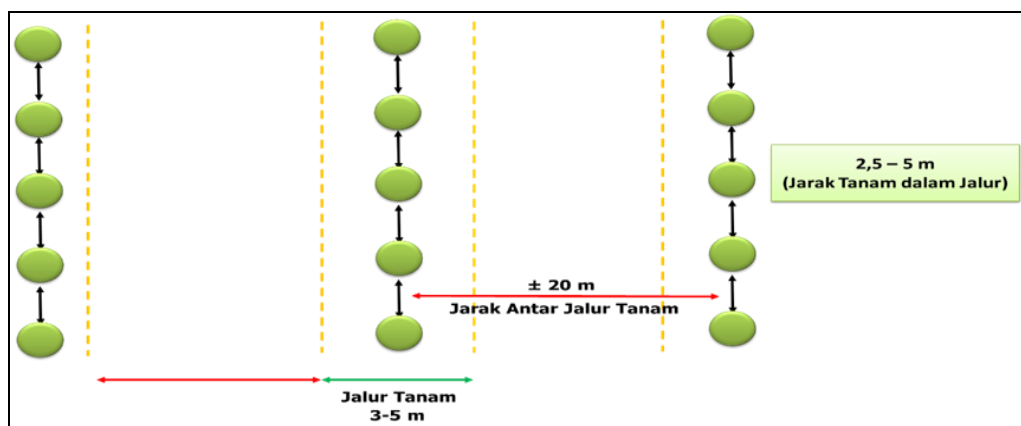 2,5 – 5 m
(Jarak Tanam dalam Jalur)
± 20 m
Jarak Antar Jalur Tanam
Jalur Tanam
3-5 m